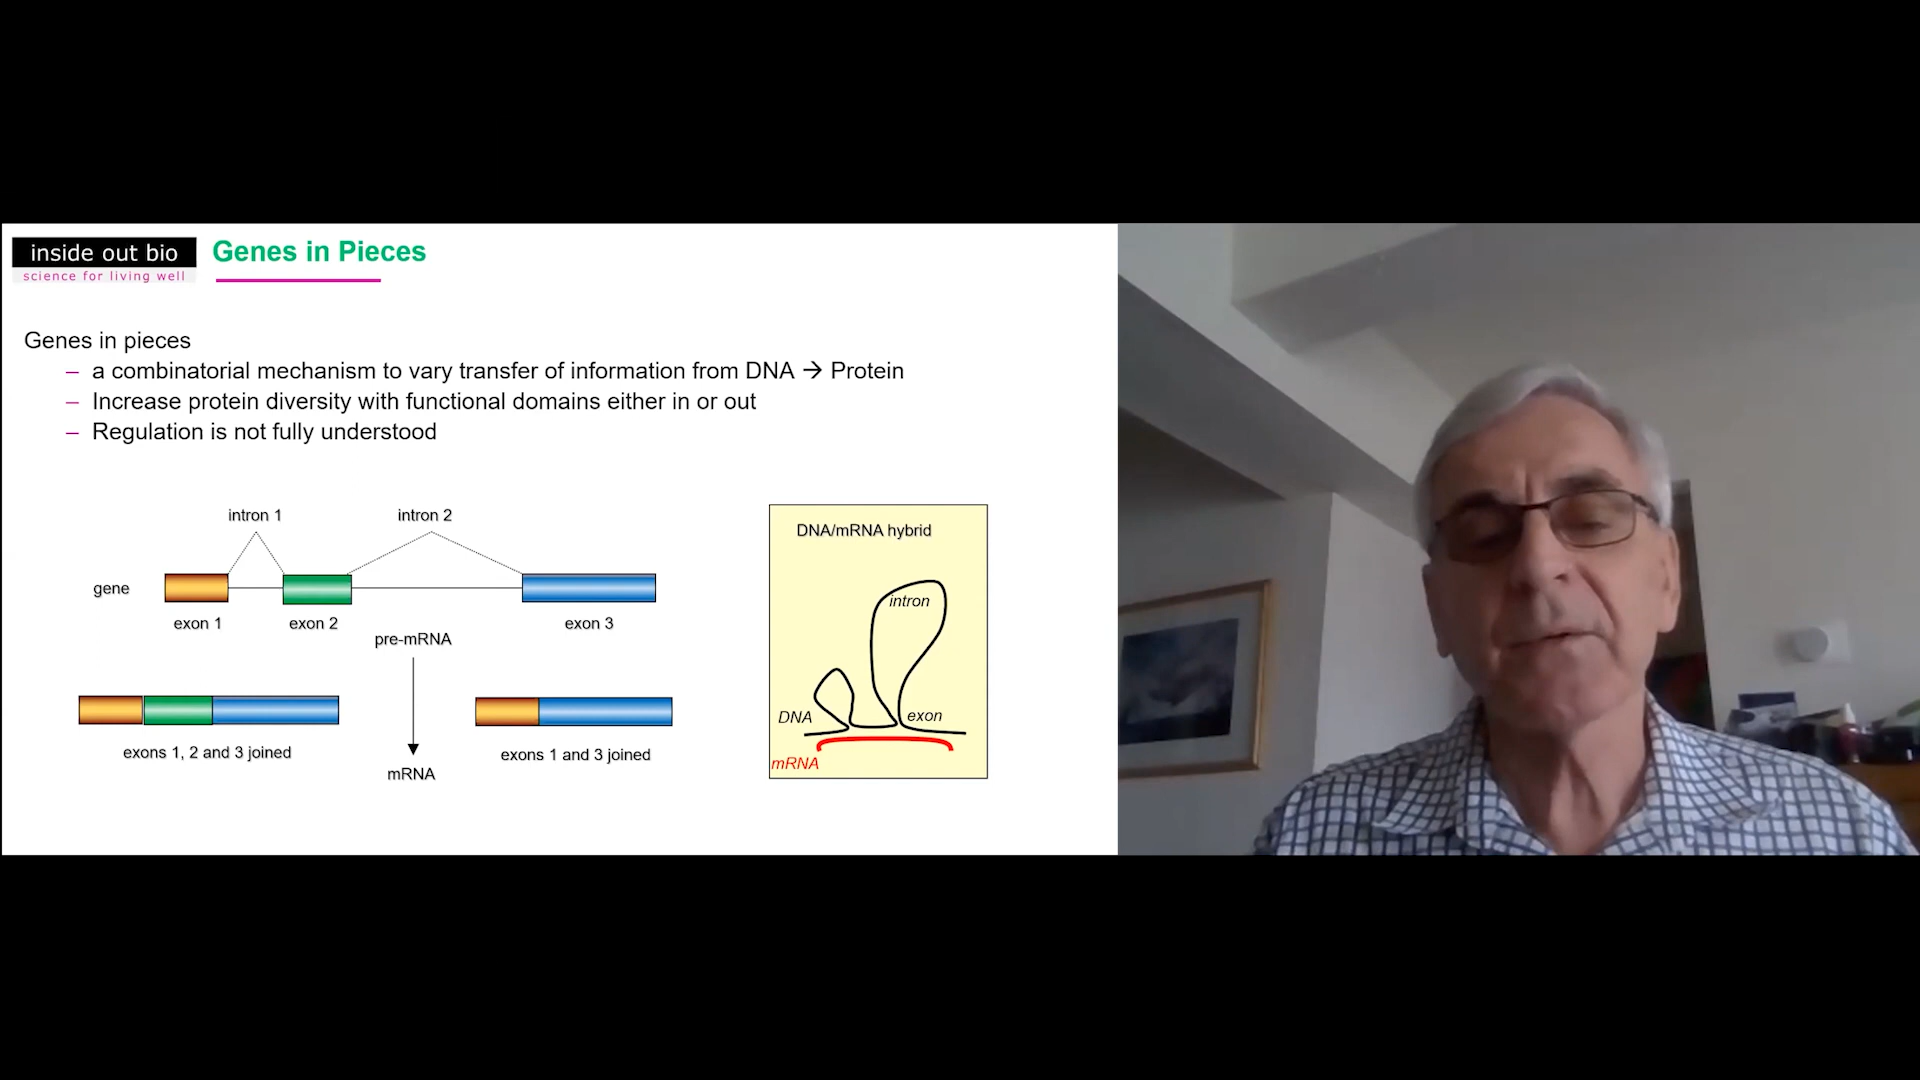 inside out bio
science for living well
Genes in Pieces
Genes in pieces
– a combinatorial mechanism to vary transfer of information from DNA → Protein
– Increase protein diversity with functional domains either in or out
– Regulation is not fully understood
intron 1
intron 2
gene
exon 1
exon 2
exon 3
pre-mRNA
exons 1, 2 and 3 joined
exons 1 and 3 joined
mRNA
DNA/mRNA hybrid
intron
DNA
exon
mRNA